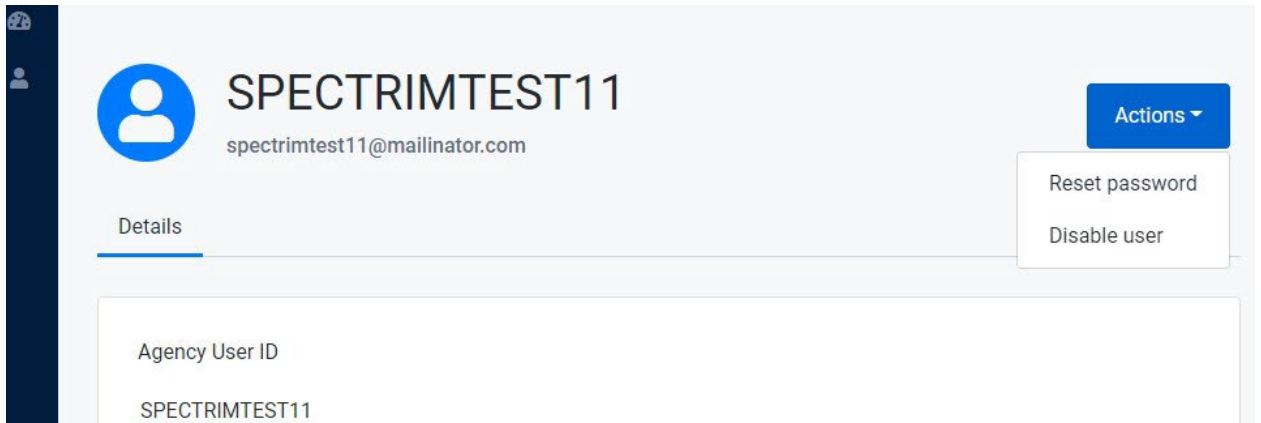 SPECTRIMTEST11
spectrimtest11@mailinator.com
Actions
Reset password
Disable user
Details
Agency User ID
SPECTRIMTEST11